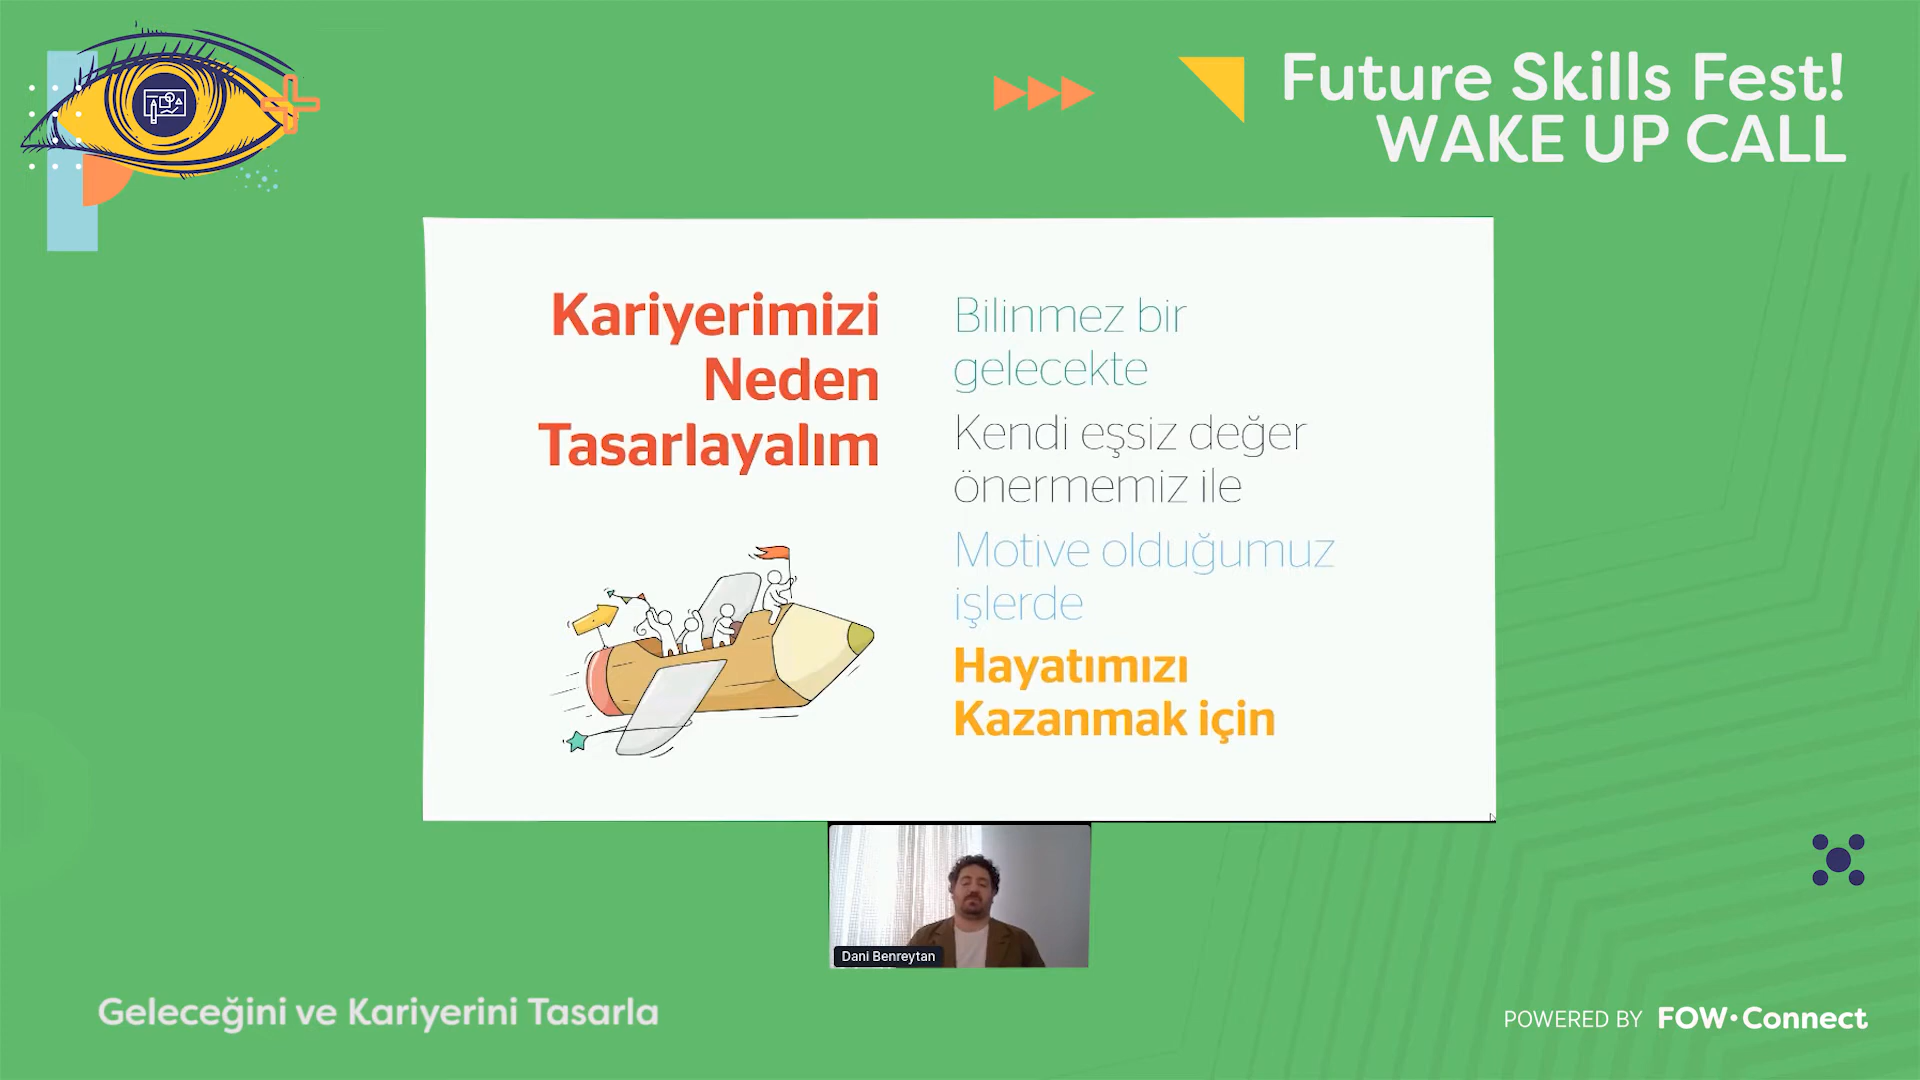 Future Skills Fest!
WAKE UP CALL
Kariyerimizi
Neden
Tasarlayalım
Bilinmez bir
gelecekte
Kendi eşsiz değer
önermemiz ile
Motive olduğumuz
işlerde
Hayatımızı
Kazanmak için
Dani Benreytan
Geleceğini ve Kariyerini Tasarla
POWERED BY FOW·Connect